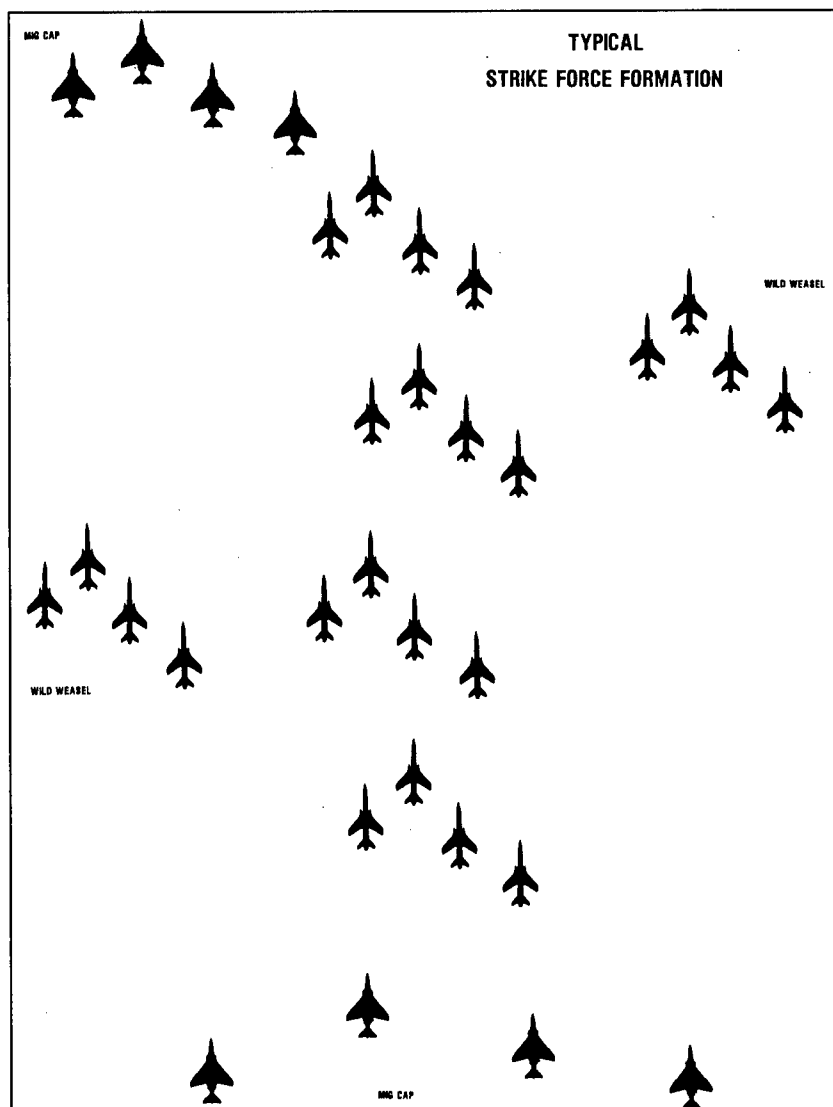 MIG CAP
TYPICAL
STRIKE FORCE FORMATION
WILD WEASEL
WILD WEASEL
MIG CAP